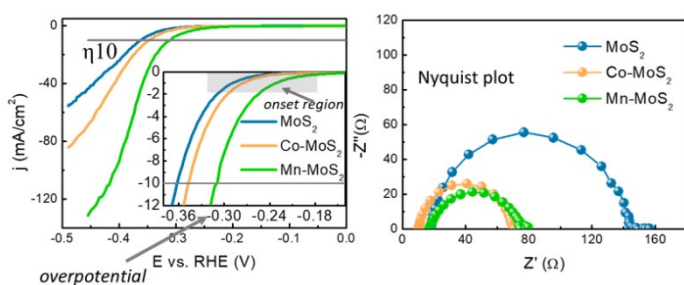 0
-40
-80
-120
j (mA/cm²)
η10
0
-2
-4
-6
-8
-10
-12
onset region
MoS₂
Co-MoS₂
Mn-MoS₂
-0.36 -0.30 -0.24 -0.18
-0.5 -0.4 -0.3 -0.2 -0.1 0.0
E vs. RHE (V)
overpotential
120
100
80
60
40
20
0
-Z''(Ω)
Nyquist plot
MoS₂
Co-MoS₂
Mn-MoS₂
0 40 80 120 160
Z' (Ω)